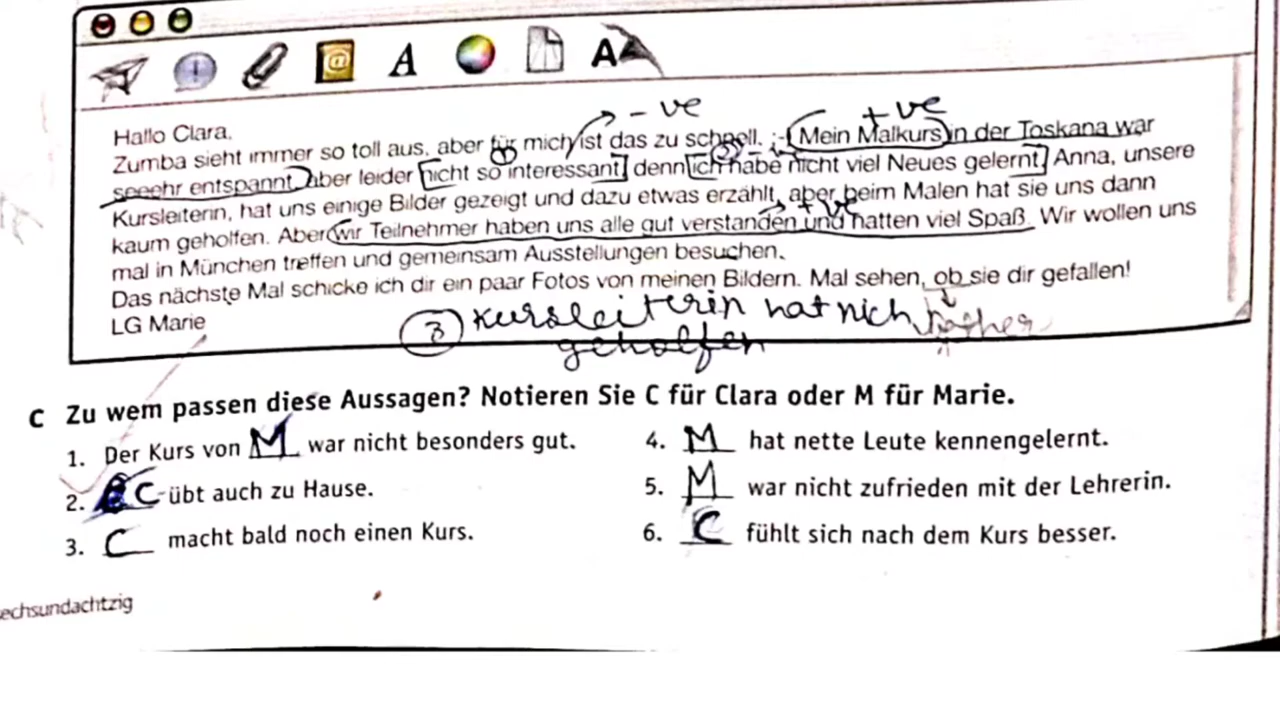 A
A
- ve
+ ve
Hallo Clara.
Zumba sieht immer so toll aus, aber für mich ist das zu schnell. :-( Mein Malkurs in der Toskana war
seeehr entspannt aber leider nicht so interessant denn ich habe nicht viel Neues gelernt. Anna, unsere
Kursleiterin, hat uns einige Bilder gezeigt und dazu etwas erzählt, aber beim Malen hat sie uns dann
kaum geholfen. Aber wir Teilnehmer haben uns alle gut verstanden und hatten viel Spaß. Wir wollen uns
mal in München treffen und gemeinsam Ausstellungen besuchen.
Das nächste Mal schicke ich dir ein paar Fotos von meinen Bildern. Mal sehen, ob sie dir gefallen!
LG Marie
3 Kursleiterin hat nich
geholfen
C Zu wem passen diese Aussagen? Notieren Sie C für Clara oder M für Marie.
1. Der Kurs von M war nicht besonders gut.
2. C übt auch zu Hause.
3. C macht bald noch einen Kurs.
4. M hat nette Leute kennengelernt.
5. M war nicht zufrieden mit der Lehrerin.
6. C fühlt sich nach dem Kurs besser.
echsundachtzig